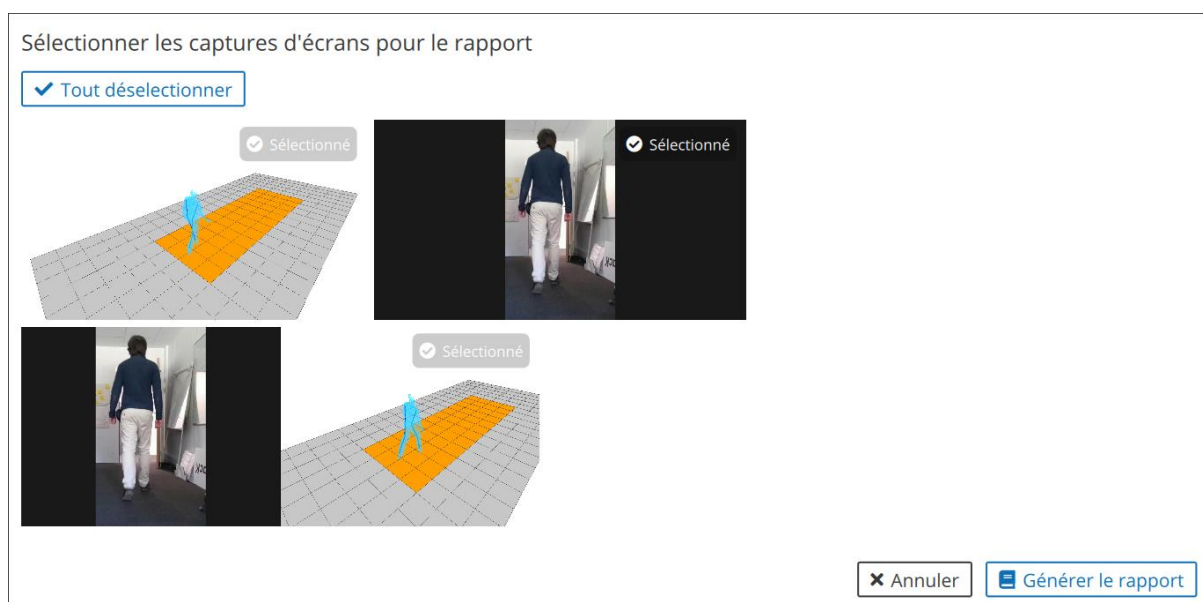 Sélectionner les captures d'écrans pour le rapport
Tout déselectionner
Sélectionné
Sélectionné
Sélectionné
Annuler
Générer le rapport